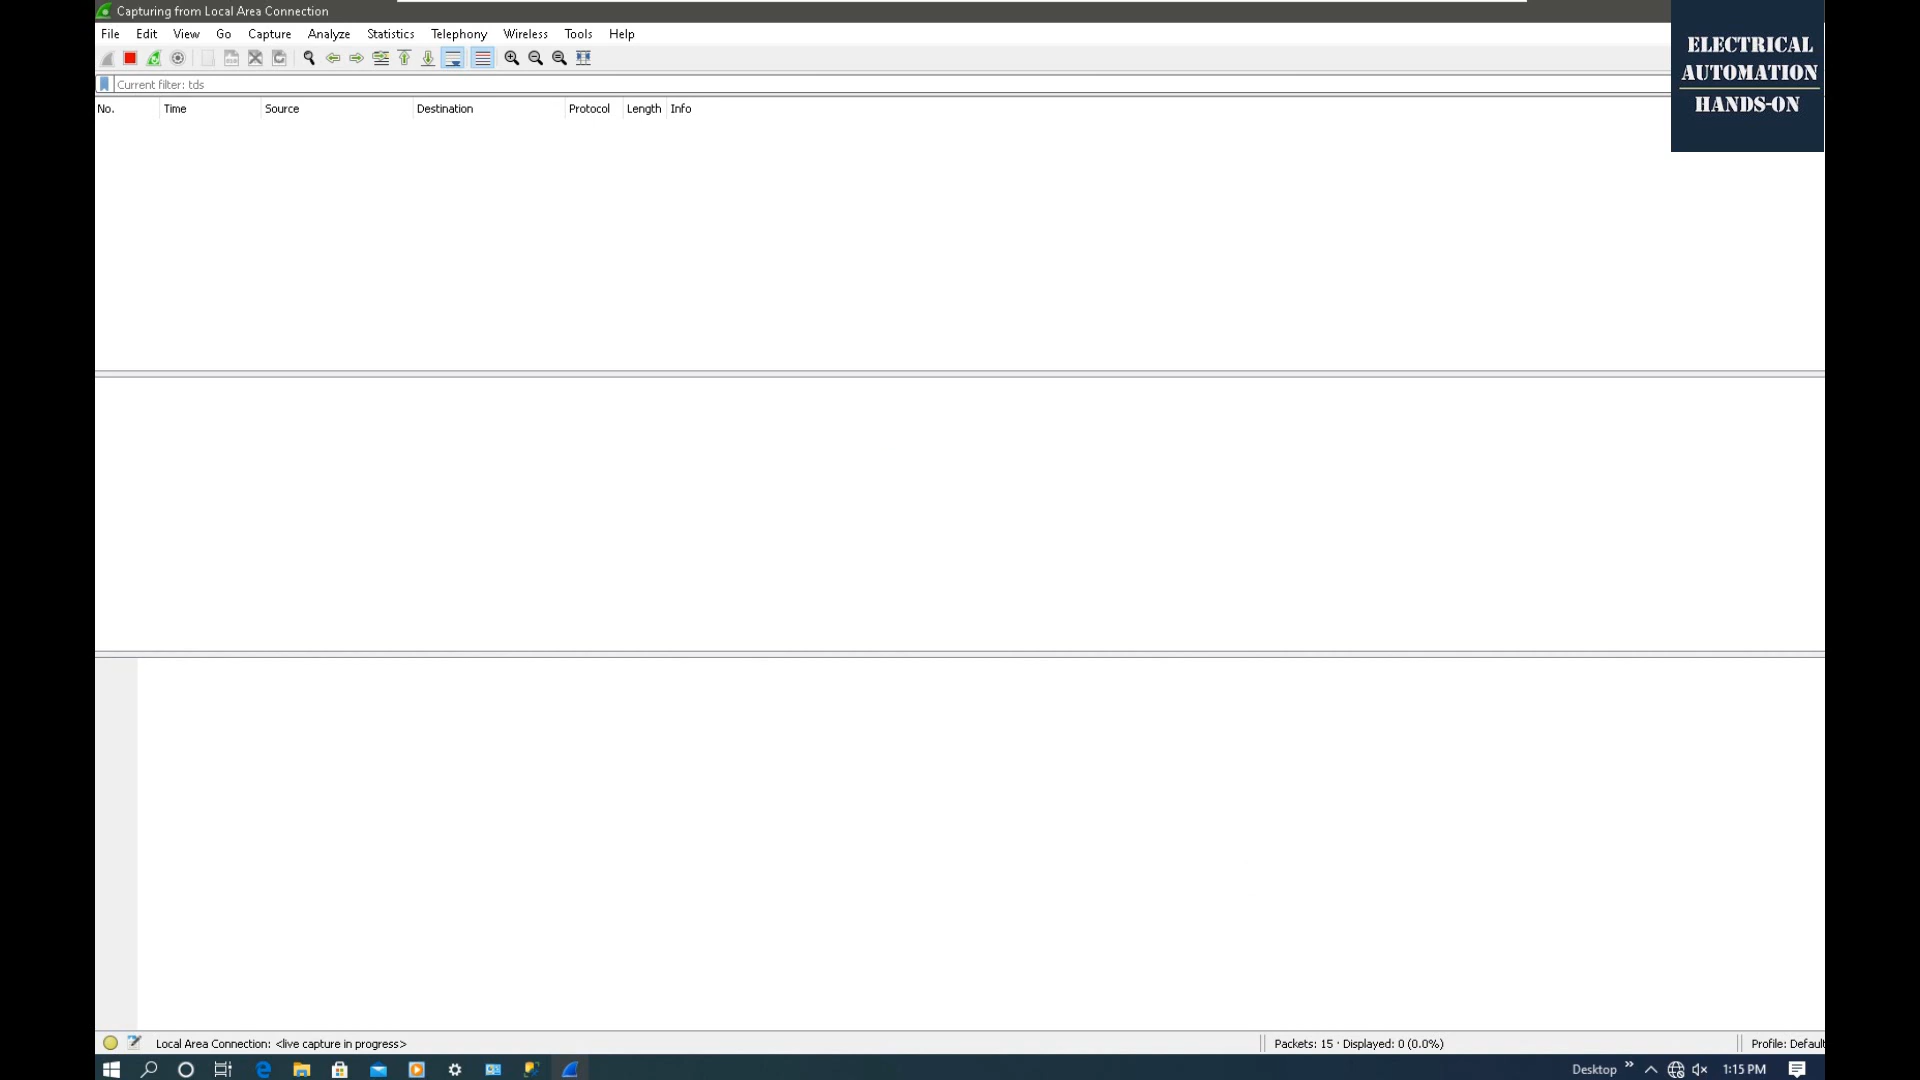 Capturing from Local Area Connection
File Edit View Go Capture Analyze Statistics Telephony Wireless Tools Help
Current filter: tds
No. Time Source Destination Protocol Length Info
ELECTRICAL
AUTOMATION
HANDS-ON
Local Area Connection: <live capture in progress>
Packets: 15 · Displayed: 0 (0.0%)
Profile: Default
Desktop
1:15 PM